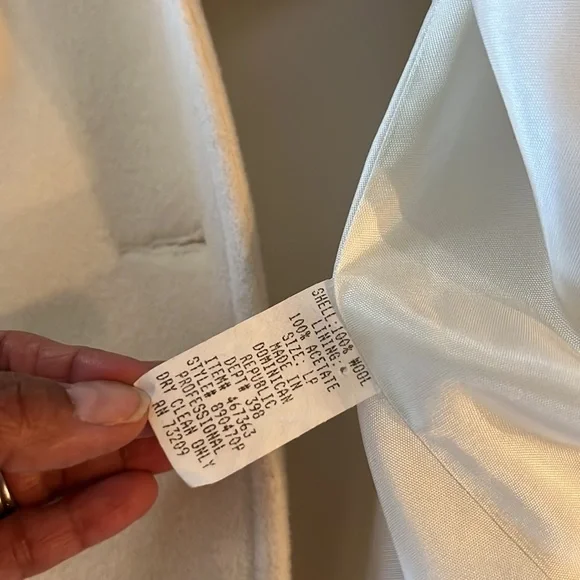 SHELL:100% WOOL
LINING:
100% ACETATE
SIZE: LP
MADE IN
DOMINICAN
REPUBLIC
DEPT# 398
ITEM# 467363
STYLE# 890470P
PROFESSIONAL
DRY CLEAN ONLY
RN 73209